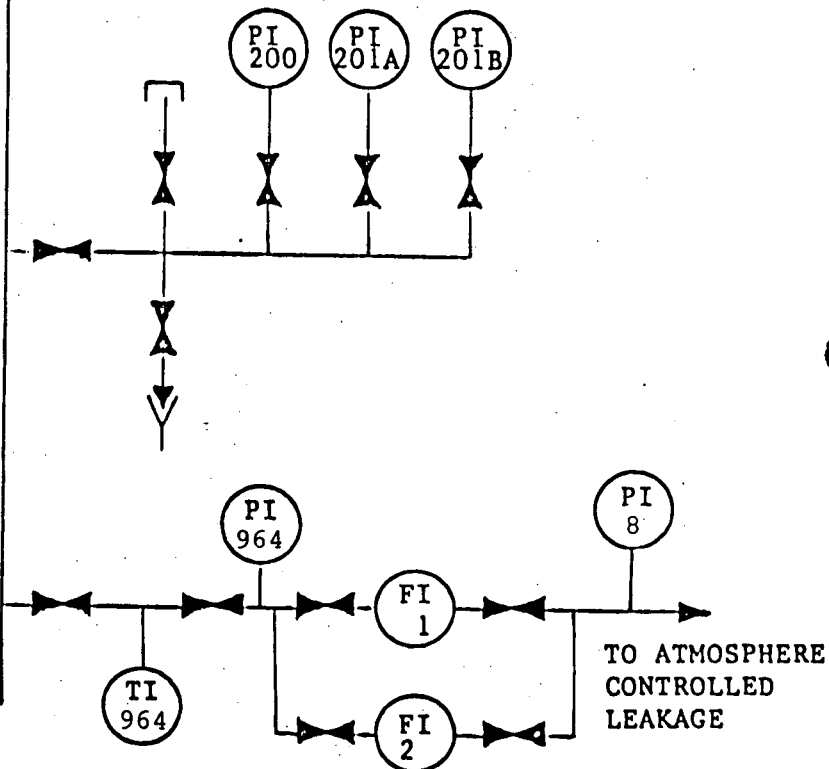 PI
200
PI
201A
PI
201B
PI
964
PI
8
FI
1
TO ATMOSPHERE
CONTROLLED
LEAKAGE
TI
964
FI
2